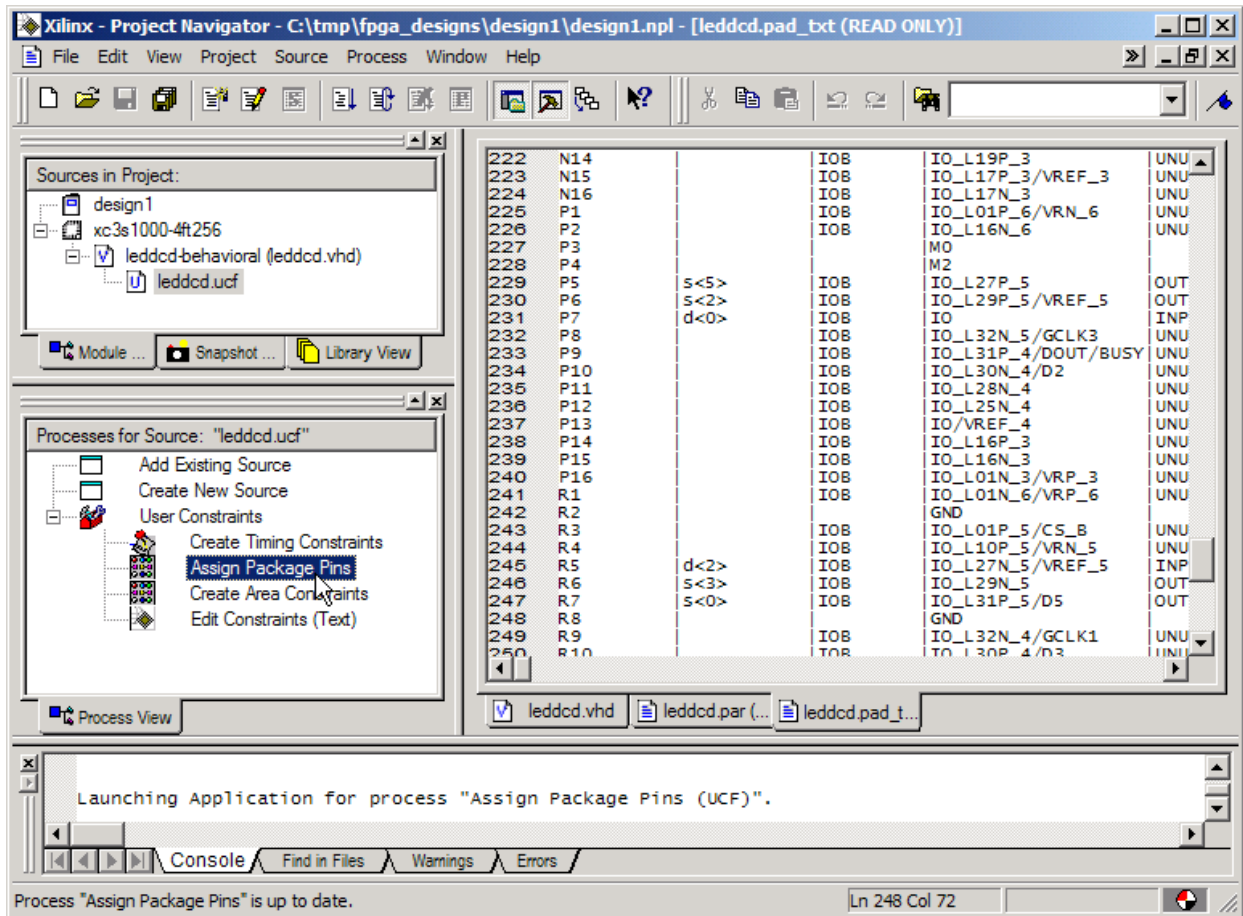 Xilinx - Project Navigator - C:\tmp\fpga_designs\design1\design1.npl - [leddcd.pad_txt (READ ONLY)]
File Edit View Project Source Process Window Help
Sources in Project:
design1
xc3s1000-4ft256
leddcd-behavioral (leddcd.vhd)
leddcd.ucf
Module ... Snapshot ... Library View
Processes for Source: "leddcd.ucf"
Add Existing Source
Create New Source
User Constraints
Create Timing Constraints
Assign Package Pins
Create Area Constraints
Edit Constraints (Text)
Process View
222 N14 | |IOB |IO_L19P_3 |UNU
223 N15 | |IOB |IO_L17P_3/VREF_3 |UNU
224 N16 | |IOB |IO_L17N_3 |UNU
225 P1 | |IOB |IO_L01P_6/VRN_6 |UNU
226 P2 | |IOB |IO_L16N_6 |UNU
227 P3 | | |M0 |
228 P4 | | |M2 |
229 P5 |s<5> |IOB |IO_L27P_5 |OUT
230 P6 |s<2> |IOB |IO_L29P_5/VREF_5 |OUT
231 P7 |d<0> |IOB |IO |INP
232 P8 | |IOB |IO_L32N_5/GCLK3 |UNU
233 P9 | |IOB |IO_L31P_4/DOUT/BUSY|UNU
234 P10 | |IOB |IO_L30N_4/D2 |UNU
235 P11 | |IOB |IO_L28N_4 |UNU
236 P12 | |IOB |IO_L25N_4 |UNU
237 P13 | |IOB |IO/VREF_4 |UNU
238 P14 | |IOB |IO_L16P_3 |UNU
239 P15 | |IOB |IO_L16N_3 |UNU
240 P16 | |IOB |IO_L01N_3/VRP_3 |UNU
241 R1 | |IOB |IO_L01N_6/VRP_6 |UNU
242 R2 | | |GND |
243 R3 | |IOB |IO_L01P_5/CS_B |UNU
244 R4 | |IOB |IO_L10P_5/VRN_5 |UNU
245 R5 |d<2> |IOB |IO_L27N_5/VREF_5 |INP
246 R6 |s<3> |IOB |IO_L29N_5 |OUT
247 R7 |s<0> |IOB |IO_L31P_5/D5 |OUT
248 R8 | | |GND |
249 R9 | |IOB |IO_L32N_4/GCLK1 |UNU
250 R10 | |IOB |IO_L30P_4/D3 |UNU
leddcd.vhd leddcd.par (... leddcd.pad_t...
Launching Application for process "Assign Package Pins (UCF)".
Console Find in Files Warnings Errors
Process "Assign Package Pins" is up to date. Ln 248 Col 72